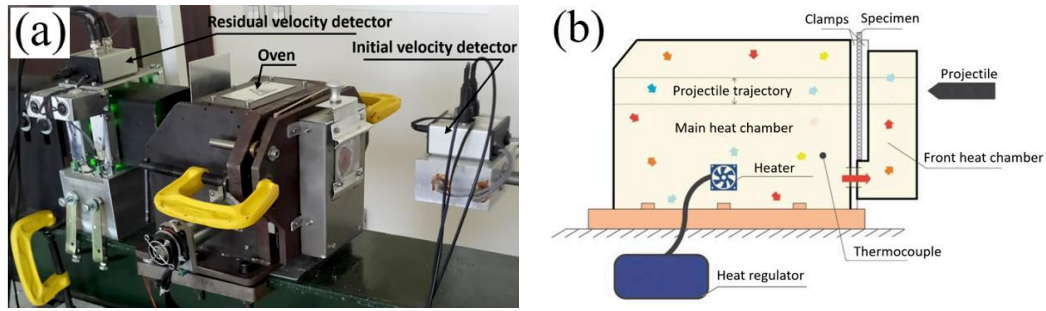 (a)
Residual velocity detector
Initial velocity detector
Oven
(b)
Clamps
Specimen
Projectile
Projectile trajectory
Main heat chamber
Front heat chamber
Heater
Thermocouple
Heat regulator